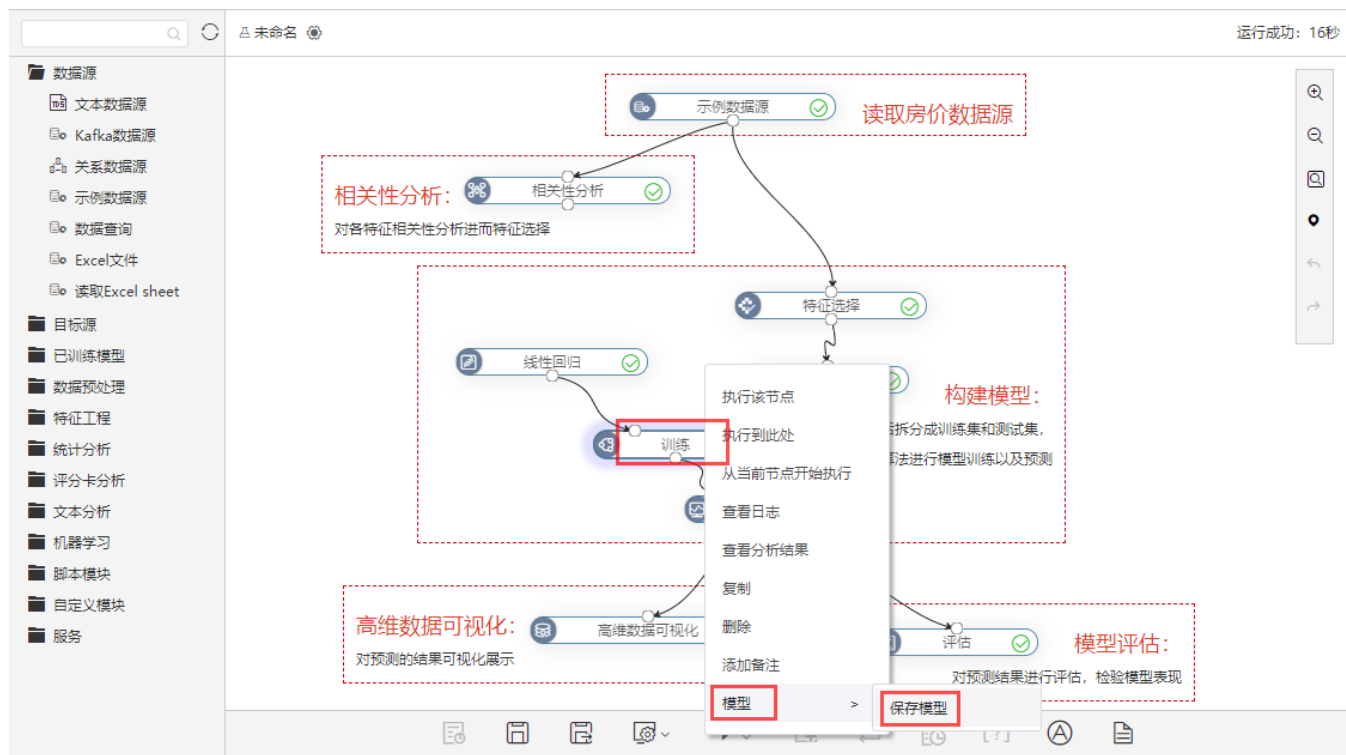 未命名
运行成功：16秒
数据源
文本数据源
Kafka数据源
关系数据源
示例数据源
数据查询
Excel文件
读取Excel sheet
目标源
已训练模型
数据预处理
特征工程
统计分析
评分卡分析
文本分析
机器学习
脚本模块
自定义模块
服务
示例数据源
读取房价数据源
相关性分析：
相关性分析
对各特征相关性分析进而特征选择
特征选择
线性回归
构建模型：
拆分成训练集和测试集，
法进行模型训练以及预测
训练
执行该节点
执行到此处
从当前节点开始执行
查看日志
查看分析结果
复制
删除
添加备注
模型 >
保存模型
高维数据可视化：
高维数据可视化
对预测的结果可视化展示
评估
模型评估：
对预测结果进行评估，检验模型表现